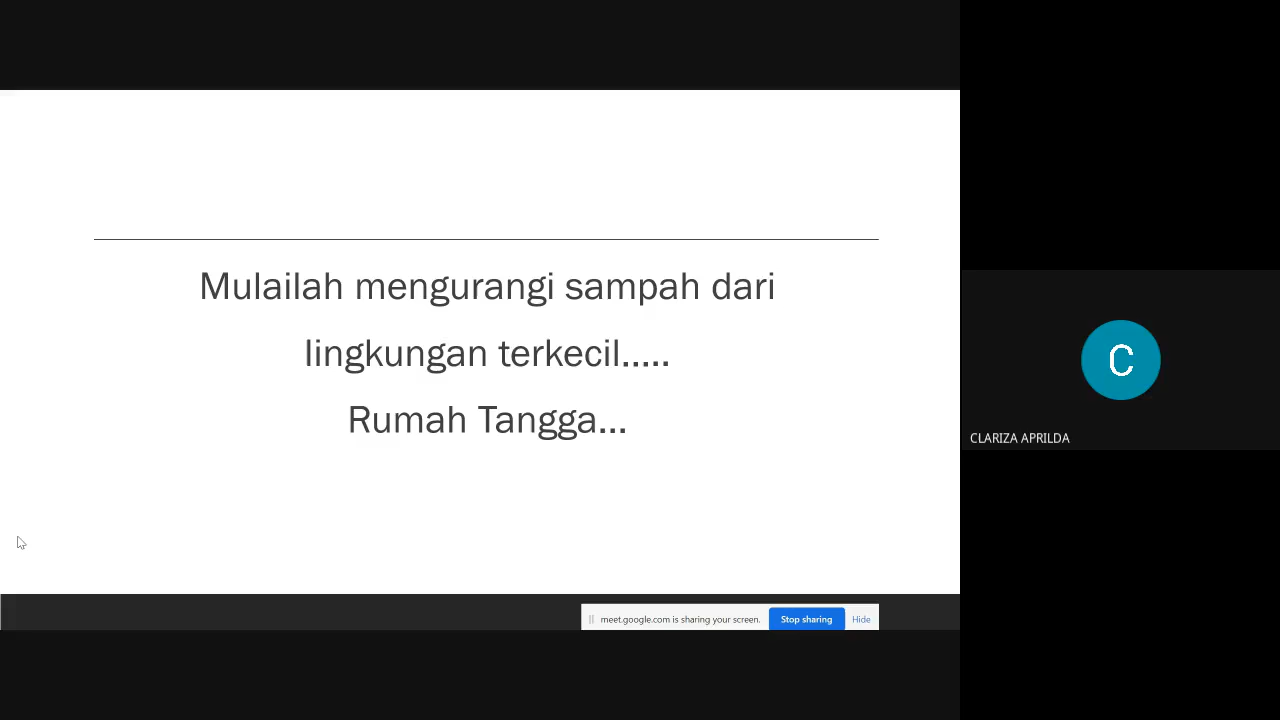 Mulailah mengurangi sampah dari
lingkungan terkecil.....
Rumah Tangga...
C
CLARIZA APRILDA
meet.google.com is sharing your screen.
Stop sharing
Hide